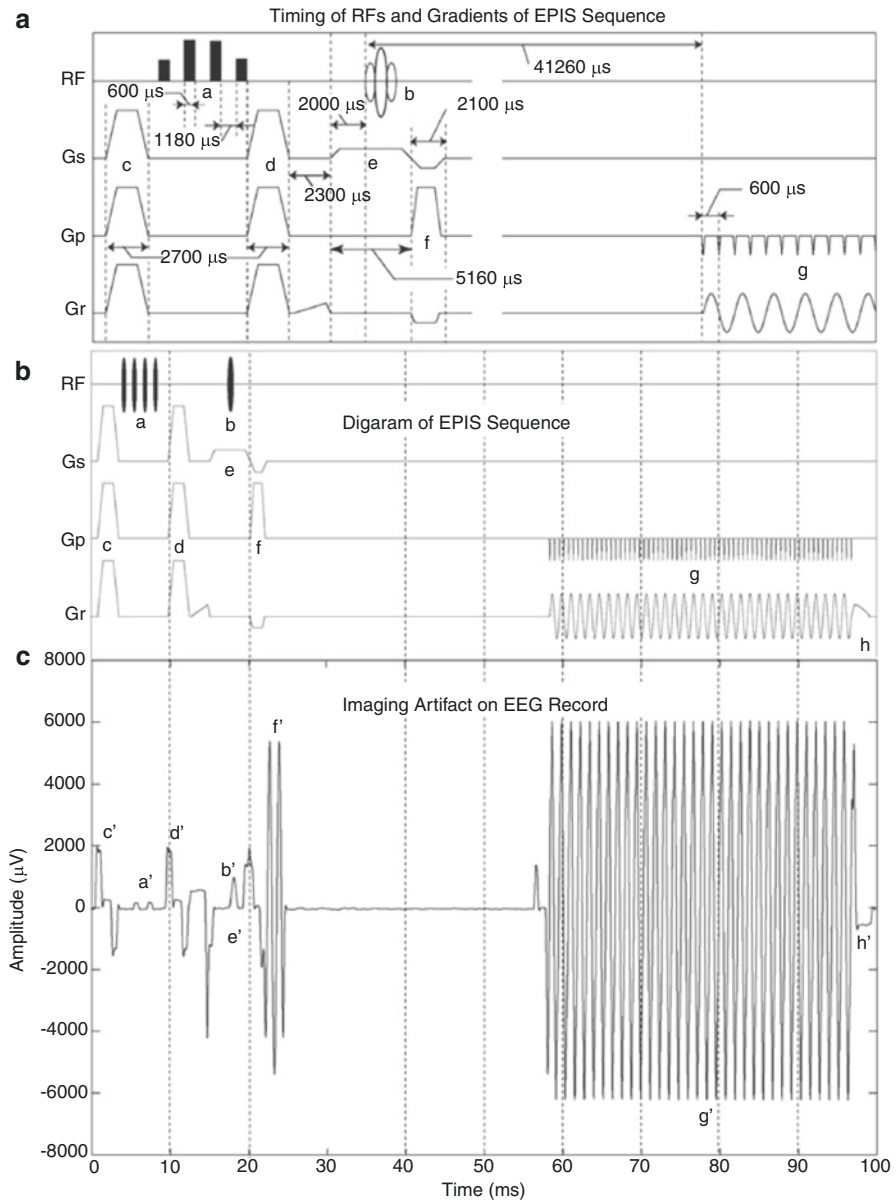 a
Timing of RFs and Gradients of EPIS Sequence
RF
a
b
41260 µs
600 µs
2000 µs
2100 µs
1180 µs
Gs
c
d
e
2300 µs
600 µs
Gp
2700 µs
f
5160 µs
g
Gr
b
RF
a
b
Digaram of EPIS Sequence
Gs
e
Gp
c
d
f
g
Gr
h
c
8000
Imaging Artifact on EEG Record
6000
f'
4000
2000
c'
d'
a'
b'
0
e'
h'
-2000
-4000
-6000
g'
-8000
Amplitude (µV)
0 10 20 30 40 50 60 70 80 90 100
Time (ms)